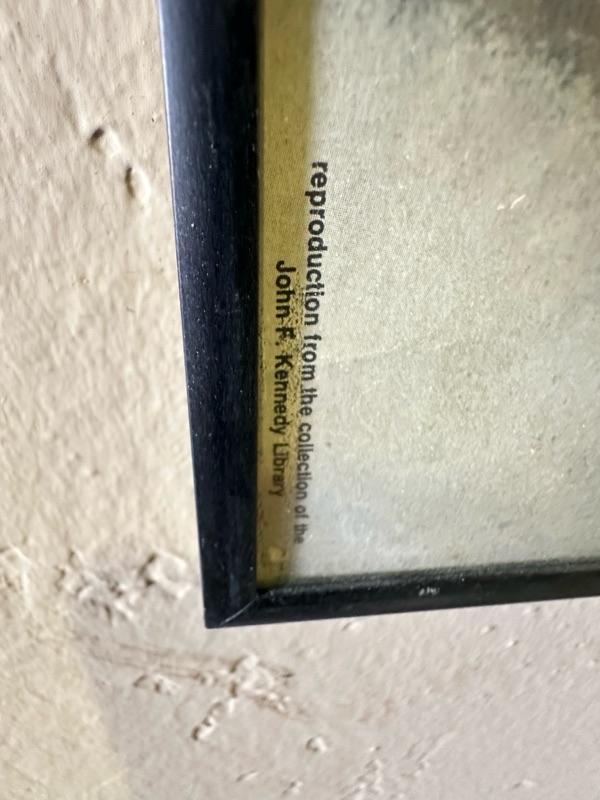 reproduction from the collection of the
John F. Kennedy Library